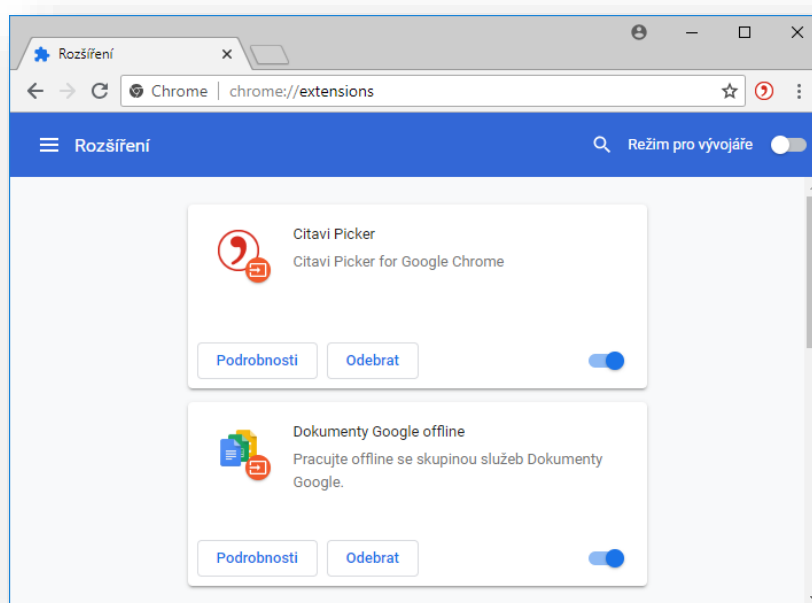 Rozšíření
Chrome | chrome://extensions
Rozšíření
Režim pro vývojáře
Citavi Picker
Citavi Picker for Google Chrome
Podrobnosti
Odebrat
Dokumenty Google offline
Pracujte offline se skupinou služeb Dokumenty
Google.
Podrobnosti
Odebrat